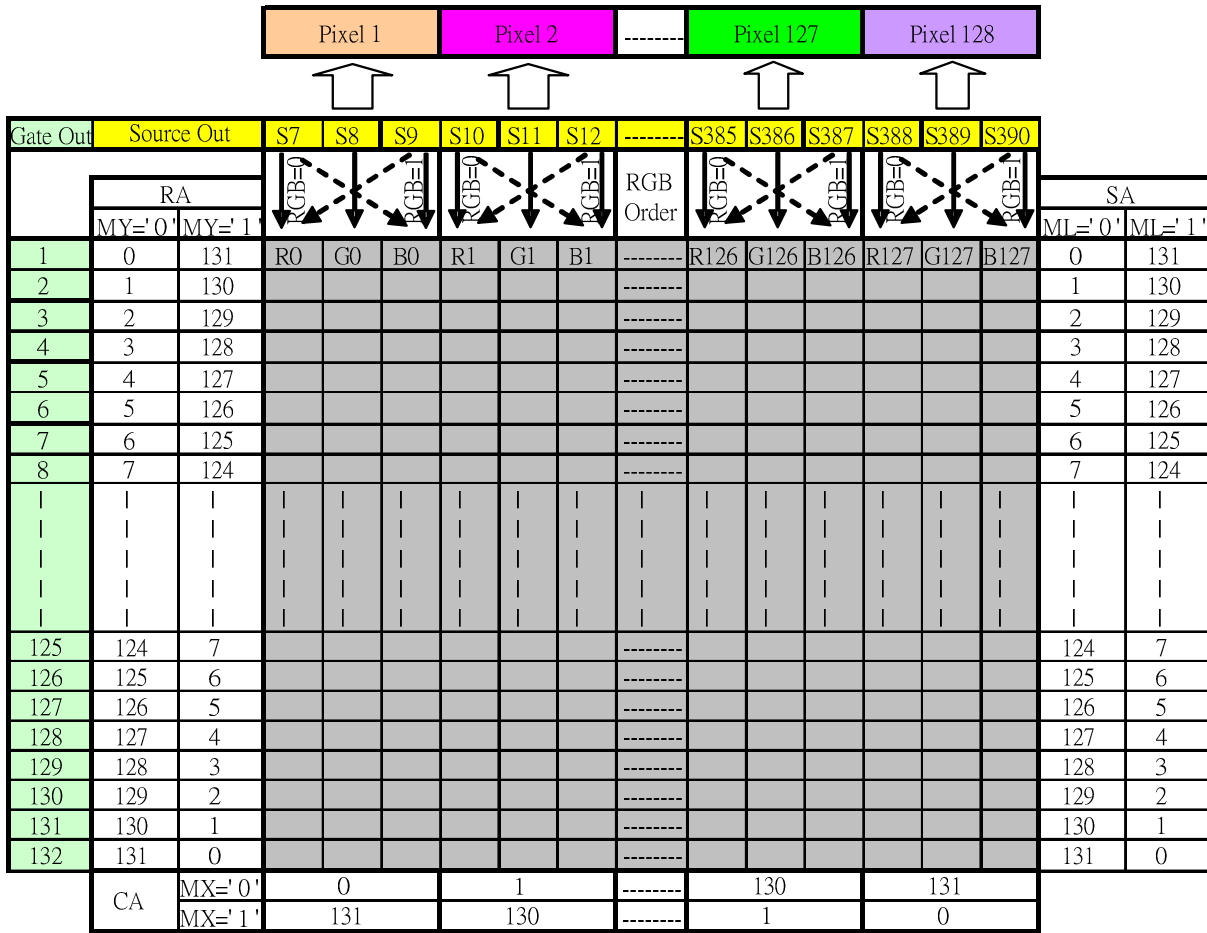 Pixel 1 Pixel 2 -------- Pixel 127 Pixel 128
Gate Out Source Out S7 S8 S9 S10 S11 S12 -------- S385 S386 S387 S388 S389 S390
RGB=0 RGB=1 RGB=0 RGB=1 RGB Order RGB=0 RGB=1 RGB=0 RGB=1
RA SA
MY='0' MY='1' ML='0' ML='1'
1 0 131 R0 G0 B0 R1 G1 B1 -------- R126 G126 B126 R127 G127 B127 0 131
2 1 130 -------- 1 130
3 2 129 -------- 2 129
4 3 128 -------- 3 128
5 4 127 -------- 4 127
6 5 126 -------- 5 126
7 6 125 -------- 6 125
8 7 124 -------- 7 124
125 124 7 -------- 124 7
126 125 6 -------- 125 6
127 126 5 -------- 126 5
128 127 4 -------- 127 4
129 128 3 -------- 128 3
130 129 2 -------- 129 2
131 130 1 -------- 130 1
132 131 0 -------- 131 0
CA MX='0' 0 1 -------- 130 131
MX='1' 131 130 -------- 1 0